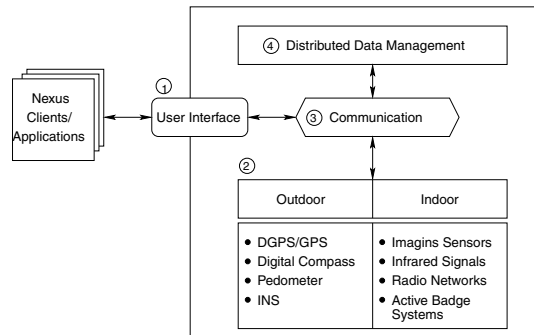 ④ Distributed Data Management
①
Nexus
Clients/
Applications
User Interface
③ Communication
②
Outdoor
Indoor
● DGPS/GPS
● Digital Compass
● Pedometer
● INS
● Imagins Sensors
● Infrared Signals
● Radio Networks
● Active Badge
Systems